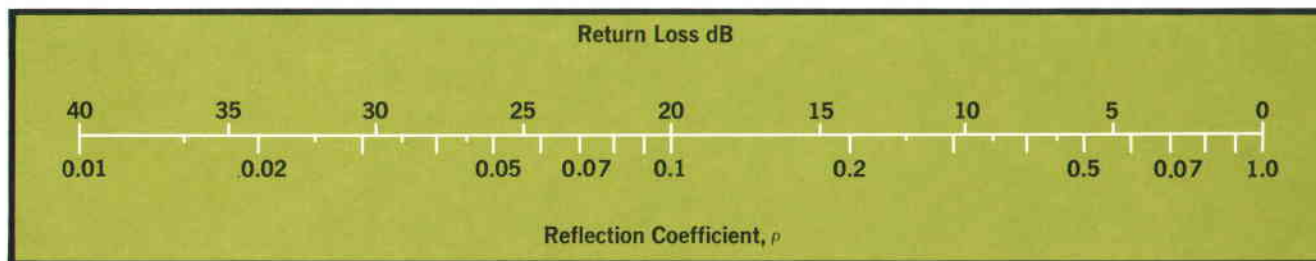 Return Loss dB
40 35 30 25 20 15 10 5 0
0.01 0.02 0.05 0.07 0.1 0.2 0.5 0.07 1.0
Reflection Coefficient, ρ